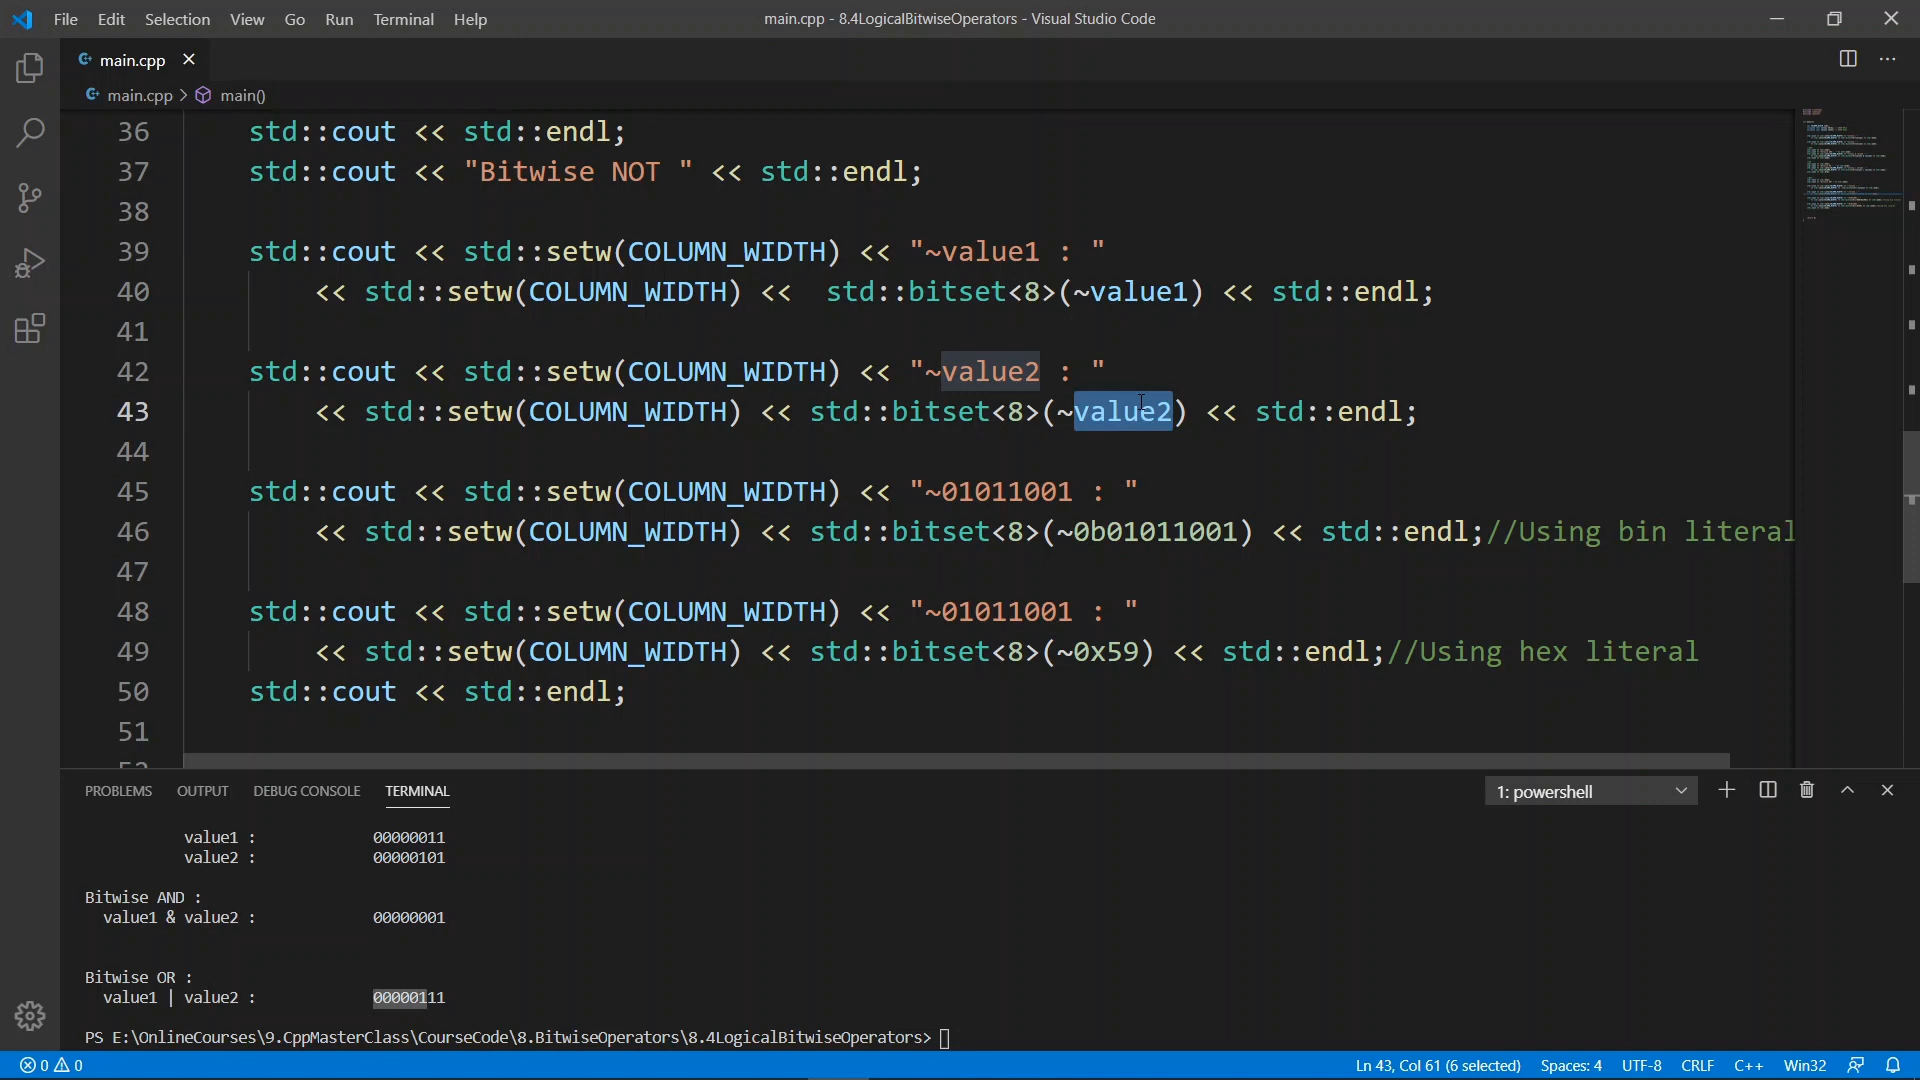 File Edit Selection View Go Run Terminal Help
main.cpp - 8.4LogicalBitwiseOperators - Visual Studio Code
main.cpp
main.cpp > main()
36 std::cout << std::endl;
37 std::cout << "Bitwise NOT " << std::endl;
38
39 std::cout << std::setw(COLUMN_WIDTH) << "~value1 : "
40 << std::setw(COLUMN_WIDTH) <<  std::bitset<8>(~value1) << std::endl;
41
42 std::cout << std::setw(COLUMN_WIDTH) << "~value2 : "
43 << std::setw(COLUMN_WIDTH) << std::bitset<8>(~value2) << std::endl;
44
45 std::cout << std::setw(COLUMN_WIDTH) << "~01011001 : "
46 << std::setw(COLUMN_WIDTH) << std::bitset<8>(~0b01011001) << std::endl;//Using bin literal
47
48 std::cout << std::setw(COLUMN_WIDTH) << "~01011001 : "
49 << std::setw(COLUMN_WIDTH) << std::bitset<8>(~0x59) << std::endl;//Using hex literal
50 std::cout << std::endl;
51
PROBLEMS OUTPUT DEBUG CONSOLE TERMINAL 1: powershell
value1 : 00000011
value2 : 00000101
Bitwise AND :
value1 & value2 : 00000001
Bitwise OR :
value1 | value2 : 00000111
PS E:\OnlineCourses\9.CppMasterClass\CourseCode\8.BitwiseOperators\8.4LogicalBitwiseOperators>
0 0 Ln 43, Col 61 (6 selected) Spaces: 4 UTF-8 CRLF C++ Win32